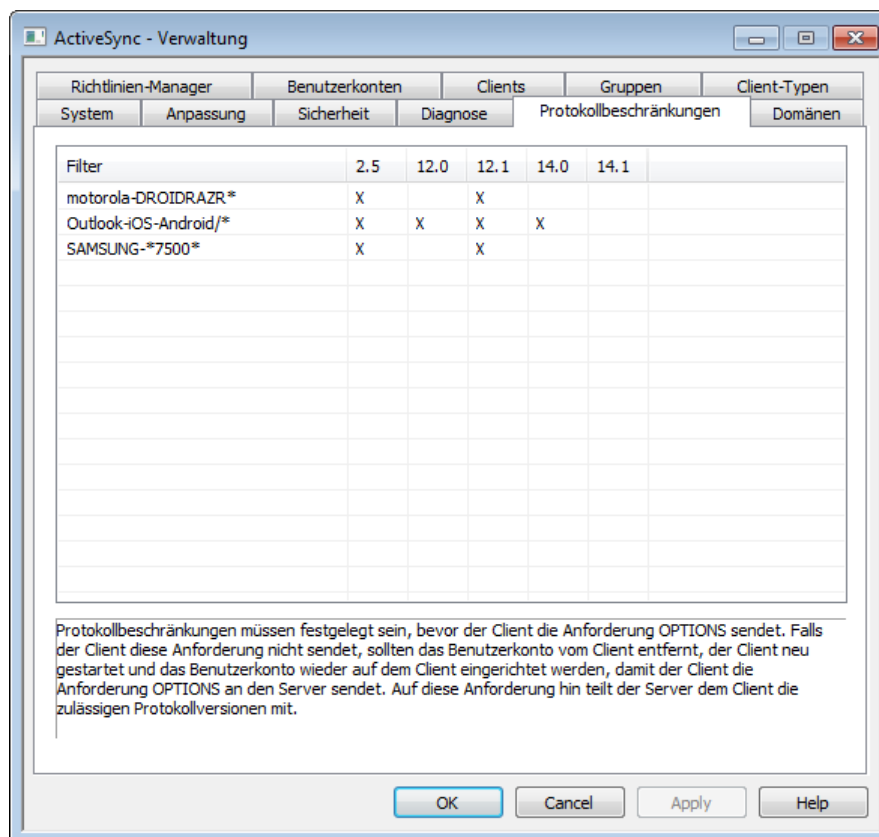 ActiveSync - Verwaltung
Richtlinien-Manager Benutzerkonten Clients Gruppen Client-Typen
System Anpassung Sicherheit Diagnose Protokollbeschränkungen Domänen
Filter 2.5 12.0 12.1 14.0 14.1
motorola-DROIDRAZR* X X
Outlook-iOS-Android/* X X X X
SAMSUNG-*7500* X X
Protokollbeschränkungen müssen festgelegt sein, bevor der Client die Anforderung OPTIONS sendet. Falls
der Client diese Anforderung nicht sendet, sollten das Benutzerkonto vom Client entfernt, der Client neu
gestartet und das Benutzerkonto wieder auf dem Client eingerichtet werden, damit der Client die
Anforderung OPTIONS an den Server sendet. Auf diese Anforderung hin teilt der Server dem Client die
zulässigen Protokollversionen mit.
OK Cancel Apply Help